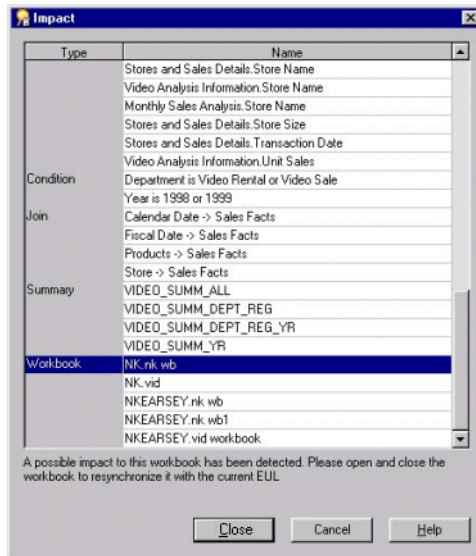 Impact
Type Name
Stores and Sales Details.Store Name
Video Analysis Information.Store Name
Monthly Sales Analysis.Store Name
Stores and Sales Details.Store Size
Stores and Sales Details.Transaction Date
Video Analysis Information.Unit Sales
Condition Department is Video Rental or Video Sale
Year is 1998 or 1999
Join Calendar Date -> Sales Facts
Fiscal Date -> Sales Facts
Products -> Sales Facts
Store -> Sales Facts
Summary VIDEO_SUMM_ALL
VIDEO_SUMM_DEPT_REG
VIDEO_SUMM_DEPT_REG_YR
VIDEO_SUMM_YR
Workbook NK.nk wb
NK.vid
NKEARSEY.nk wb
NKEARSEY.nk wb1
NKEARSEY.vid workbook
A possible impact to this workbook has been detected. Please open and close the
workbook to resynchronize it with the current EUL
Close Cancel Help